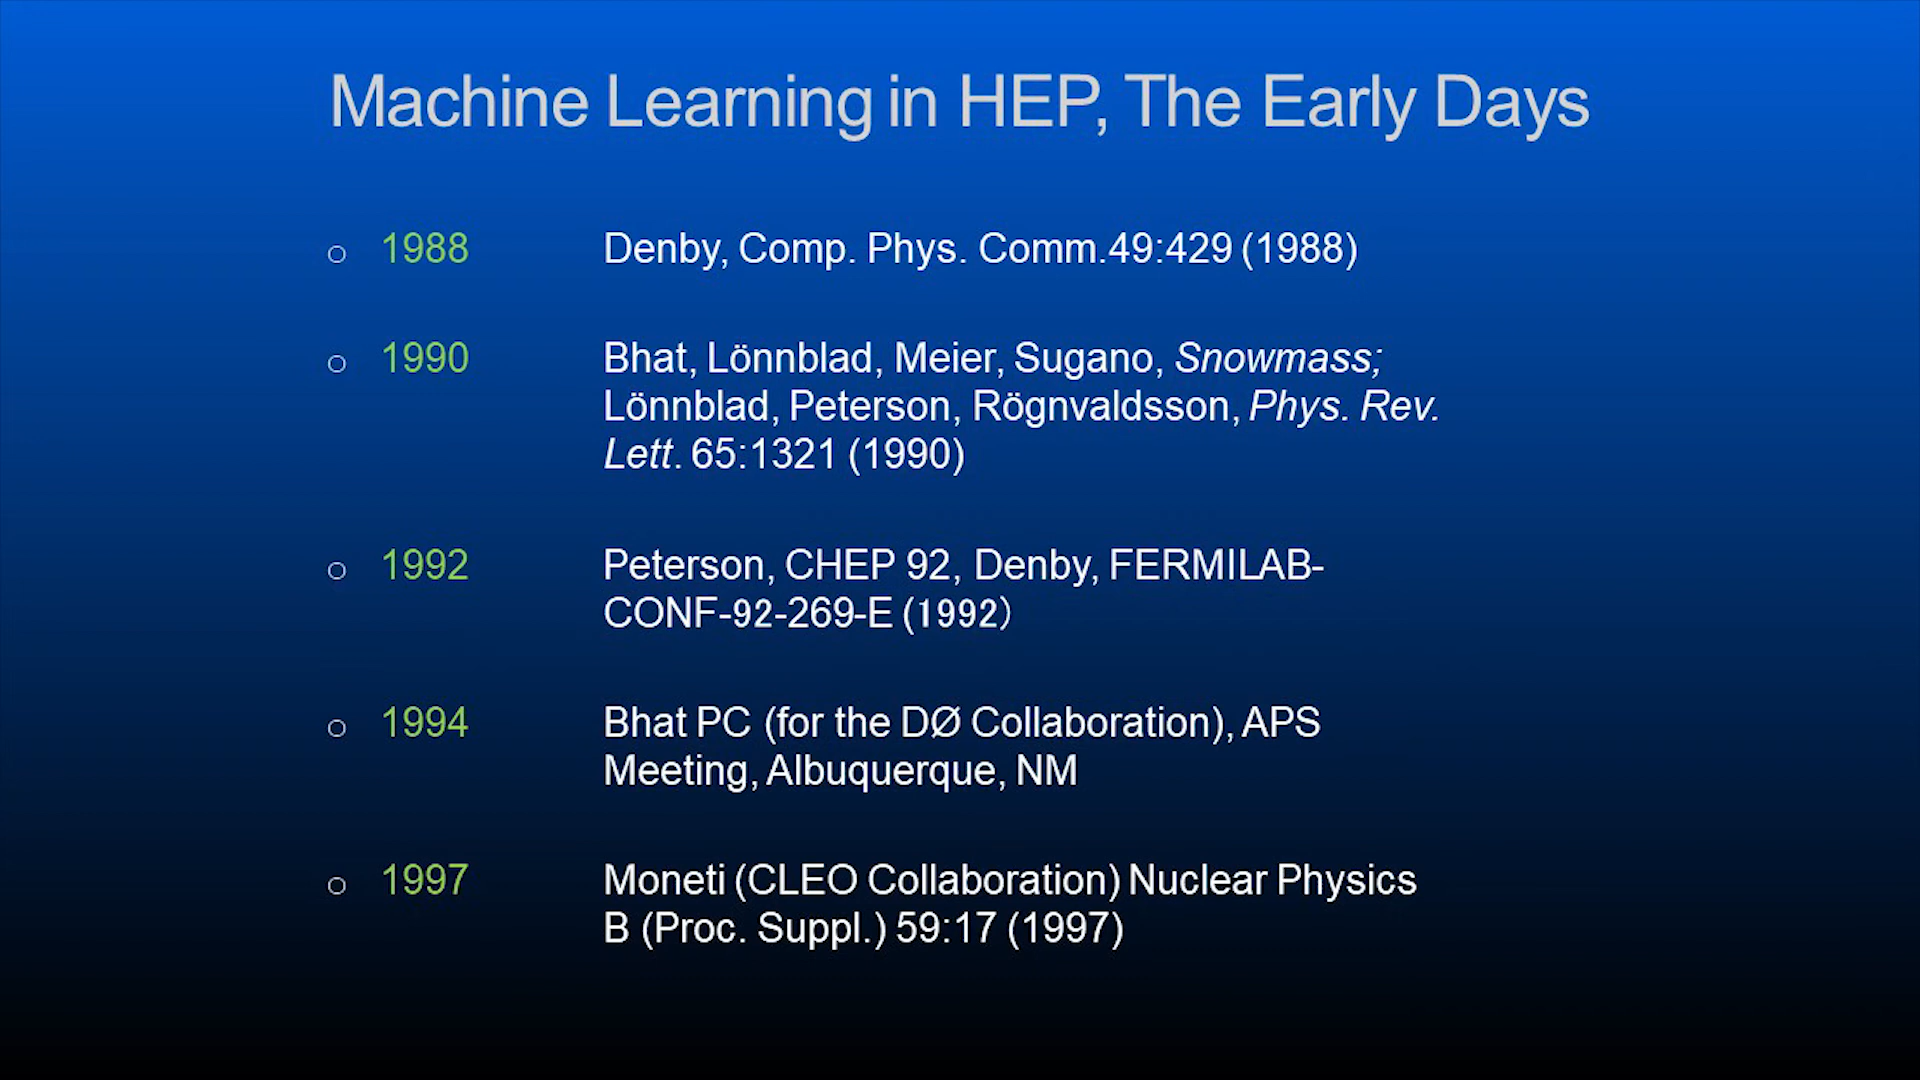 Machine Learning in HEP, The Early Days
o 1988 Denby, Comp. Phys. Comm.49:429 (1988)
o 1990 Bhat, Lönnblad, Meier, Sugano, Snowmass;
Lönnblad, Peterson, Rögnvaldsson, Phys. Rev.
Lett. 65:1321 (1990)
o 1992 Peterson, CHEP 92, Denby, FERMILAB-
CONF-92-269-E (1992)
o 1994 Bhat PC (for the DØ Collaboration), APS
Meeting, Albuquerque, NM
o 1997 Moneti (CLEO Collaboration) Nuclear Physics
B (Proc. Suppl.) 59:17 (1997)